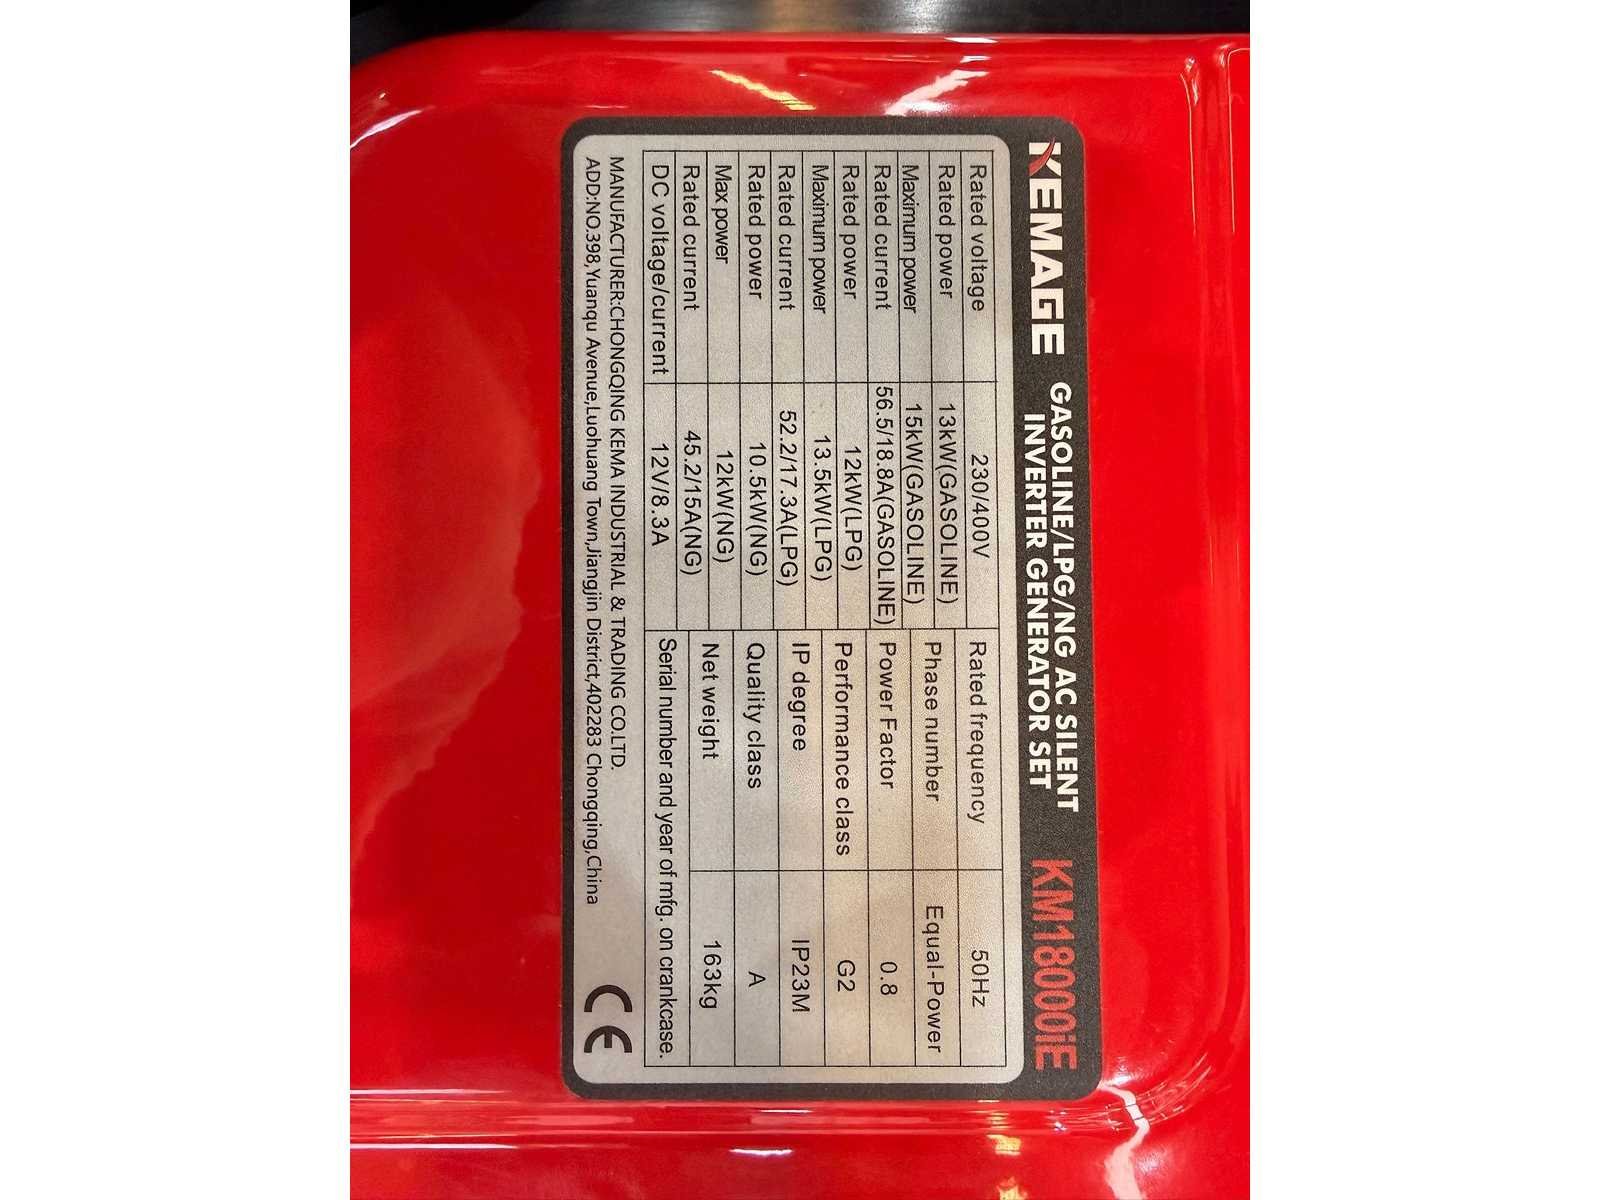 KEMAGE GASOLINE/LPG/NG AC SILENT
INVERTER GENERATOR SET KM18000iE
Rated voltage 230/400V
Rated power 13kW(GASOLINE)
Maximum power 15kW(GASOLINE)
Rated current 56.5/18.8A(GASOLINE)
Rated power 12kW(LPG)
Maximum power 13.5kW(LPG)
Rated current 52.2/17.3A(LPG)
Rated power 10.5kW(NG)
Max power 12kW(NG)
Rated current 45.2/15A(NG)
DC voltage/current 12V/8.3A
Rated frequency 50Hz
Phase number Equal-Power
Power Factor 0.8
Performance class G2
IP degree IP23M
Quality class A
Net weight 163kg
Serial number and year of mfg. on crankcase.
MANUFACTURER:CHONGQING KEMA INDUSTRIAL & TRADING CO.LTD.
ADD:NO.398,Yuanqu Avenue,Luohuang Town,Jiangjin District,402283 Chongqing,China
CE